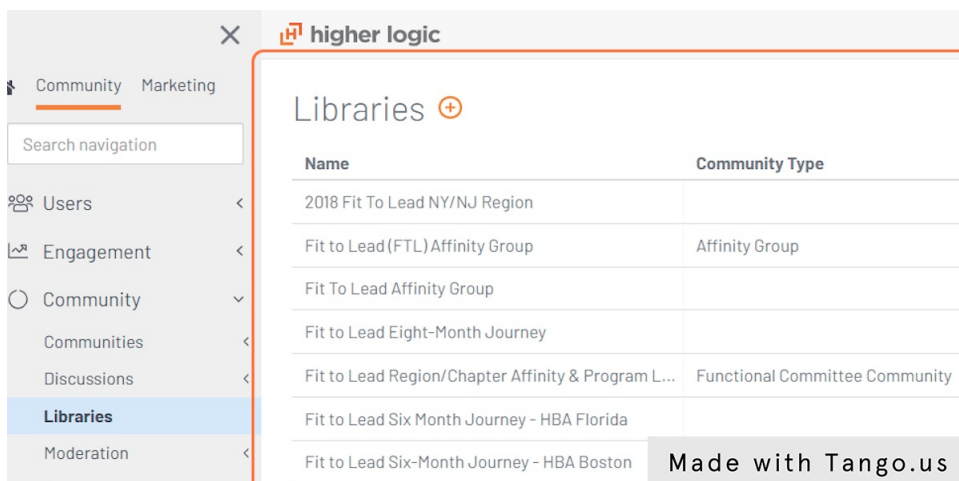 higher logic
Community Marketing
Search navigation
Users
Engagement
Community
Communities
Discussions
Libraries
Moderation
Libraries
Name Community Type
2018 Fit To Lead NY/NJ Region
Fit to Lead (FTL) Affinity Group Affinity Group
Fit To Lead Affinity Group
Fit to Lead Eight-Month Journey
Fit to Lead Region/Chapter Affinity & Program L... Functional Committee Community
Fit to Lead Six Month Journey - HBA Florida
Fit to Lead Six-Month Journey - HBA Boston
Made with Tango.us